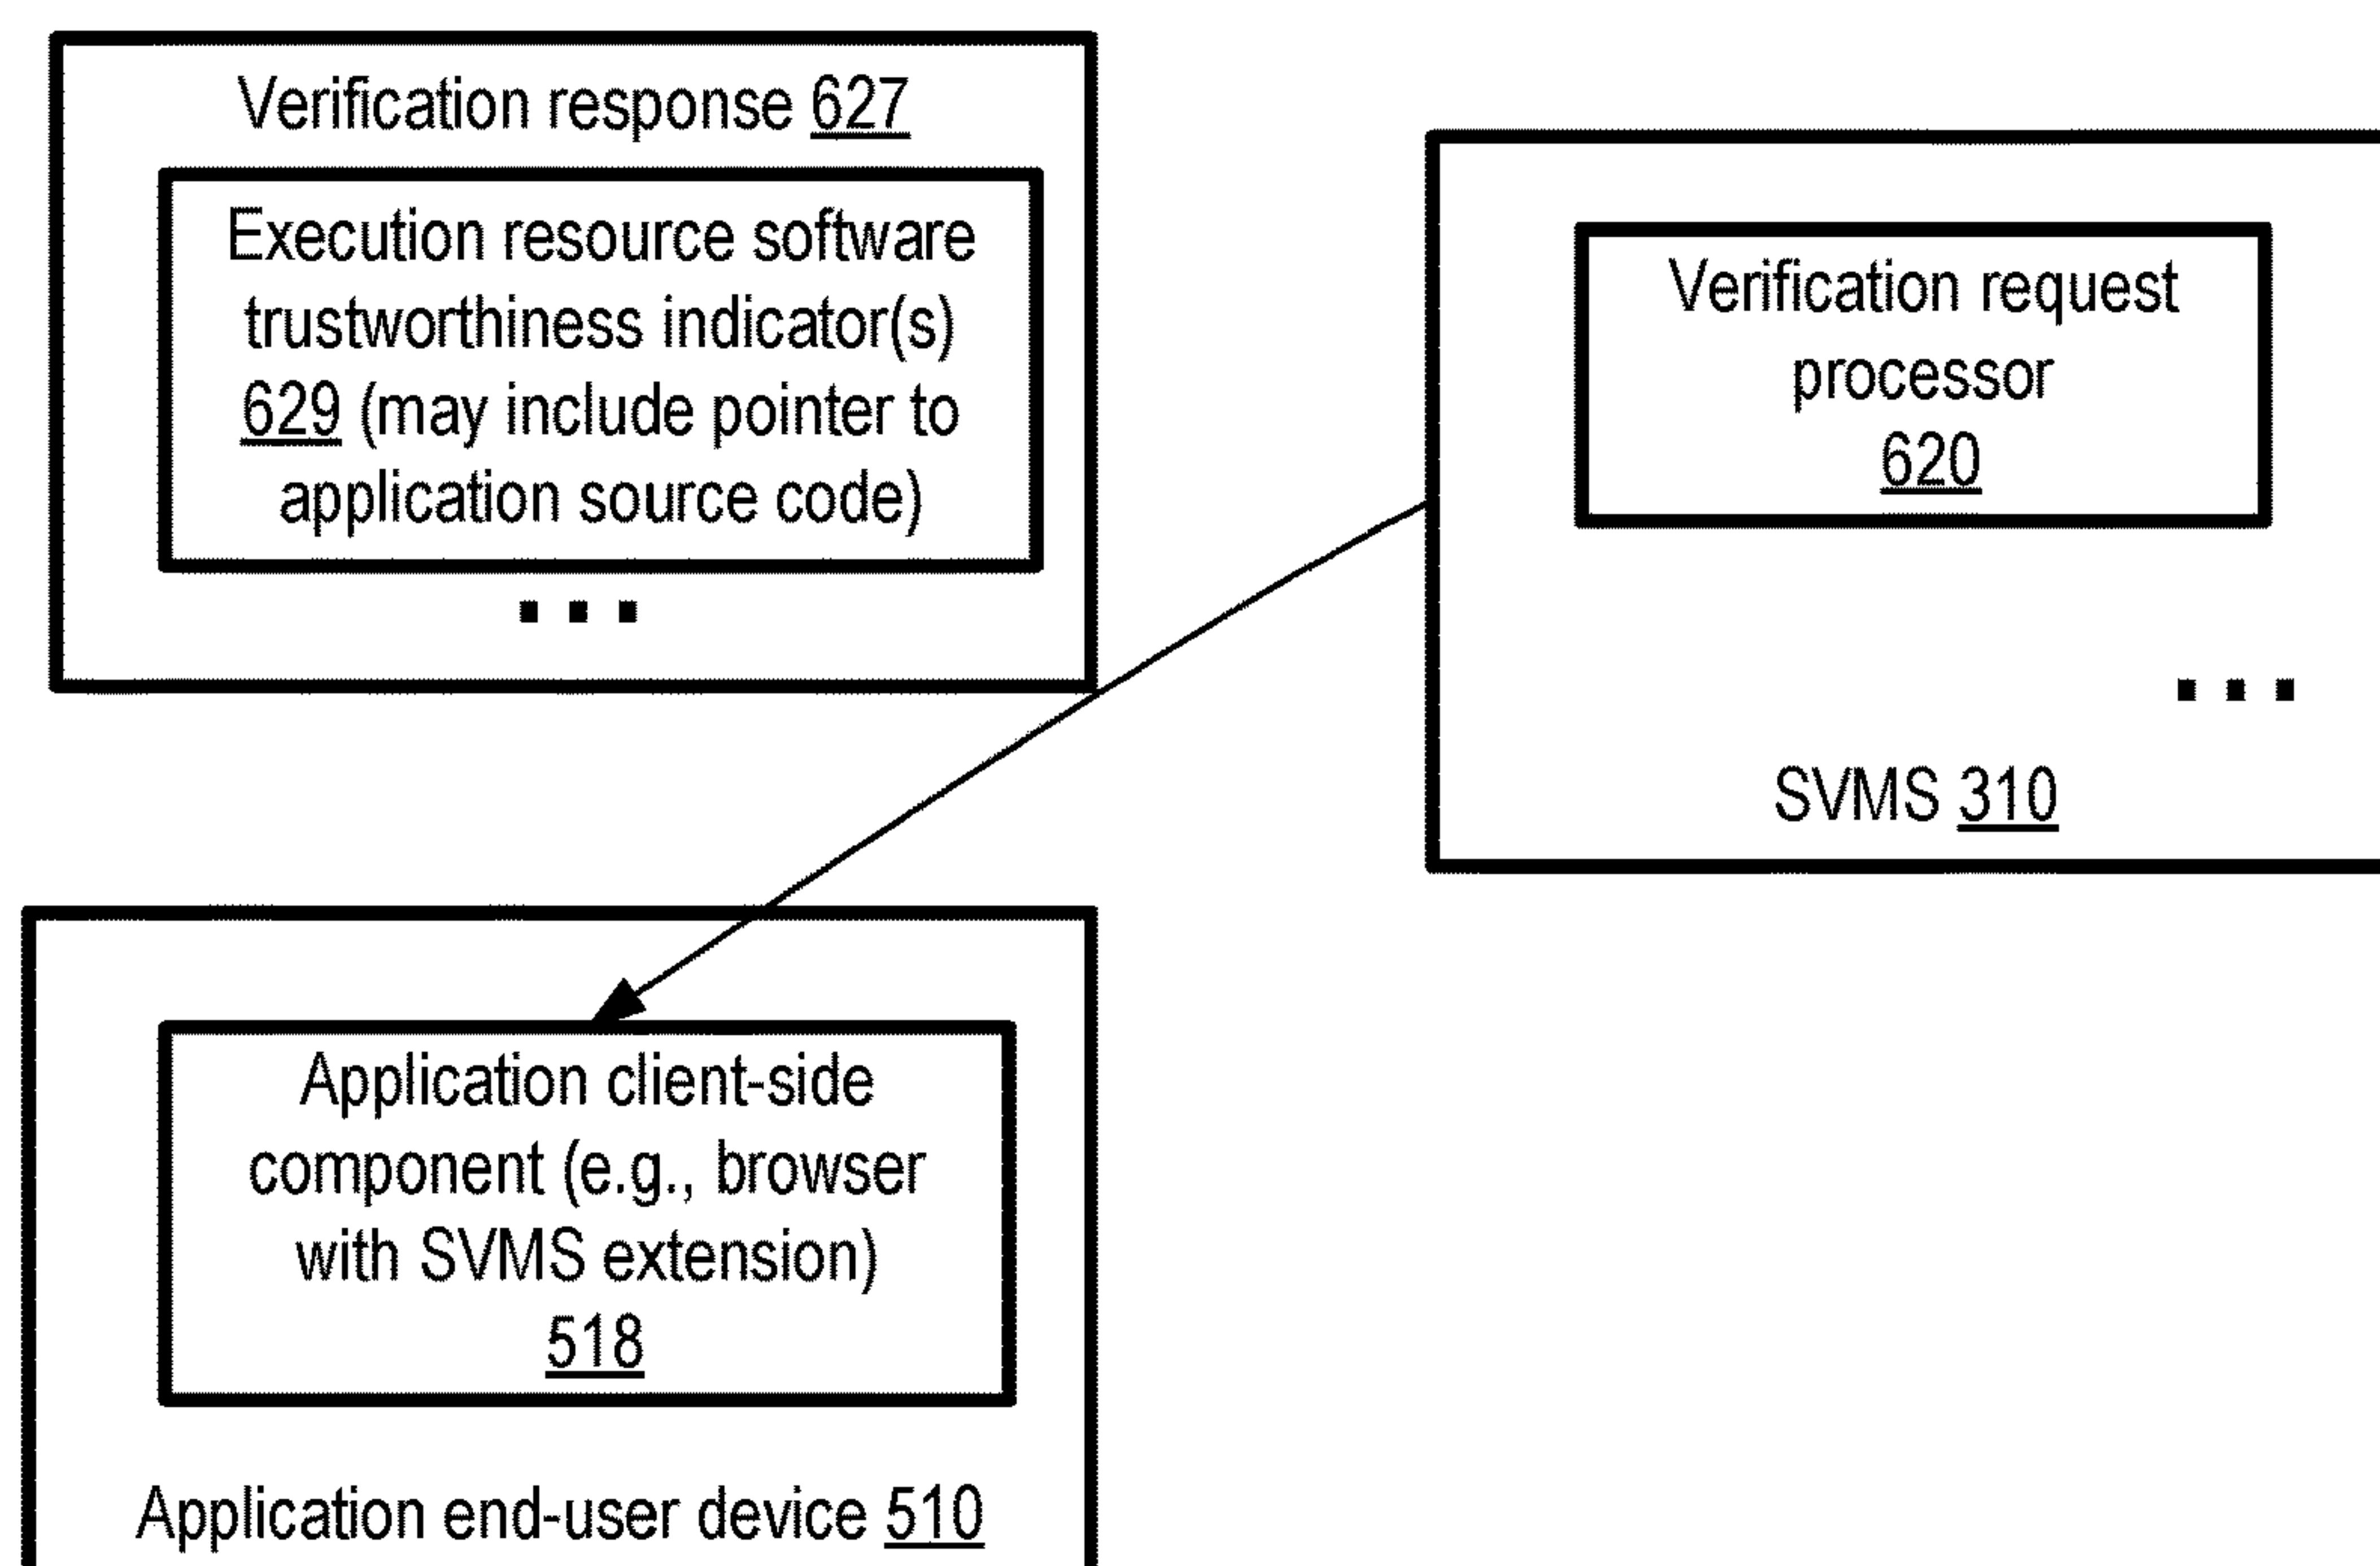 Verification response 627
Execution resource software
trustworthiness indicator(s)
629 (may include pointer to
application source code)
Verification request
processor
620
SVMS 310
Application client-side
component (e.g., browser
with SVMS extension)
518
Application end-user device 510